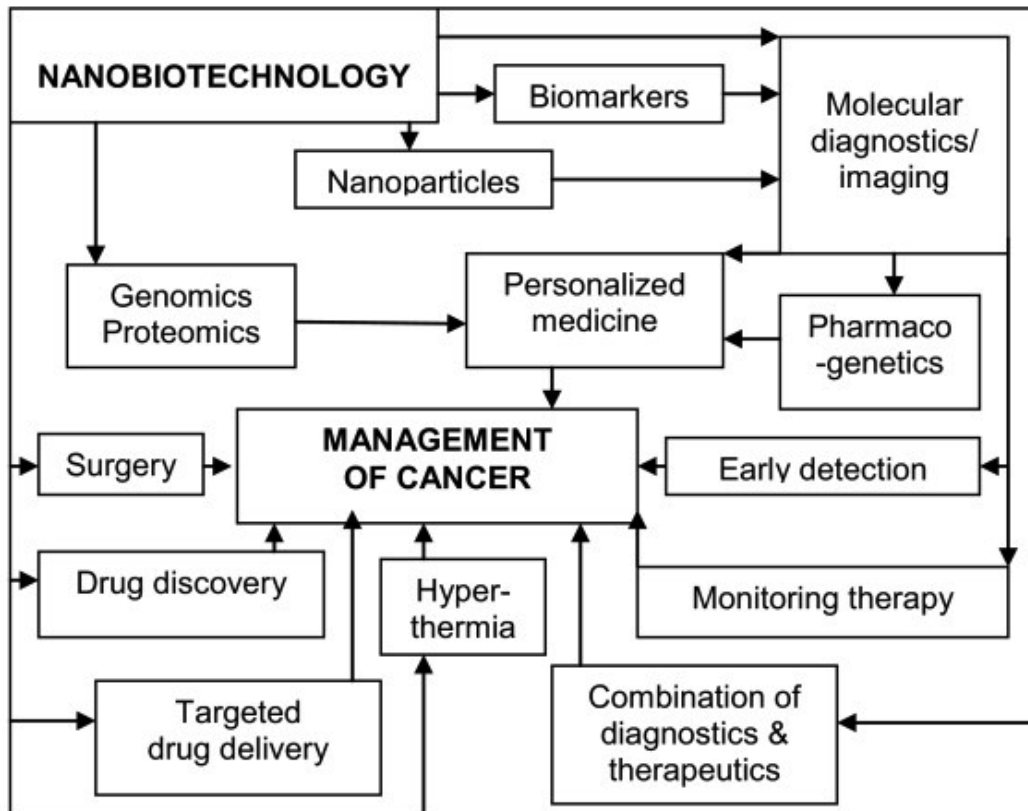 NANOBIOTECHNOLOGY
Biomarkers
Molecular
diagnostics/
imaging
Nanoparticles
Genomics
Proteomics
Personalized
medicine
Pharmaco
-genetics
Surgery
MANAGEMENT
OF CANCER
Early detection
Drug discovery
Hyper-
thermia
Monitoring therapy
Targeted
drug delivery
Combination of
diagnostics &
therapeutics